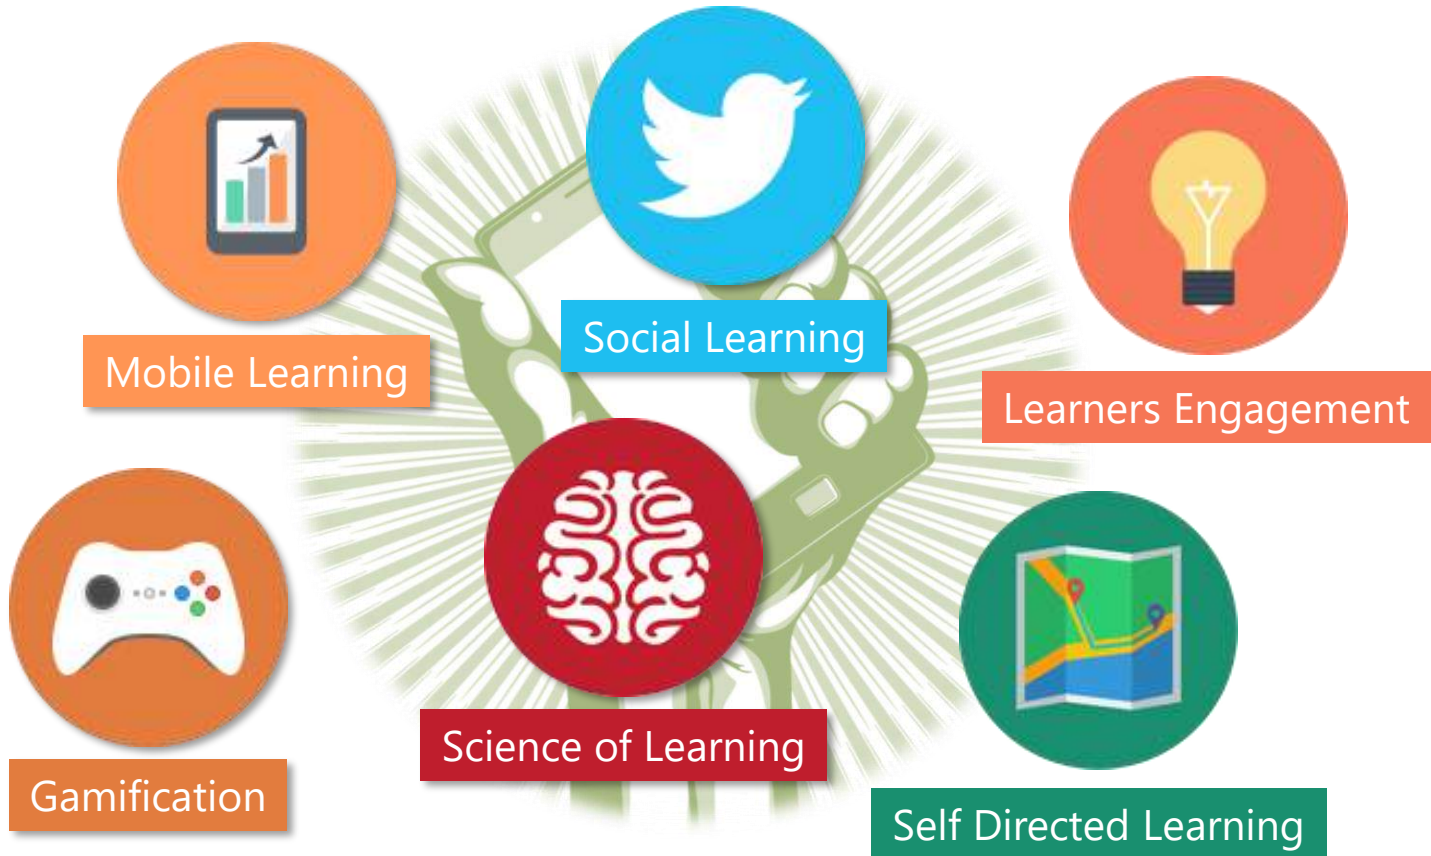 Mobile Learning
Social Learning
Learners Engagement
Gamification
Science of Learning
Self Directed Learning